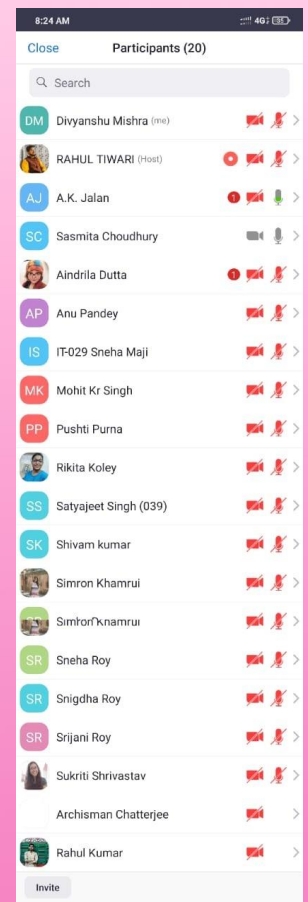 8:24 AM 4G
Close Participants (20)
Search
DM Divyanshu Mishra (me)
RAHUL TIWARI (Host)
AJ A.K. Jalan 1
SC Sasmita Choudhury
Aindrila Dutta 1
AP Anu Pandey
IS IT-029 Sneha Maji
MK Mohit Kr Singh
PP Pushti Purna
Rikita Koley
SS Satyajeet Singh (039)
SK Shivam kumar
Simron Khamrui
SR Sneha Roy
SR Snigdha Roy
SR Srijani Roy
Sukriti Shrivastav
Archisman Chatterjee
Rahul Kumar
Invite